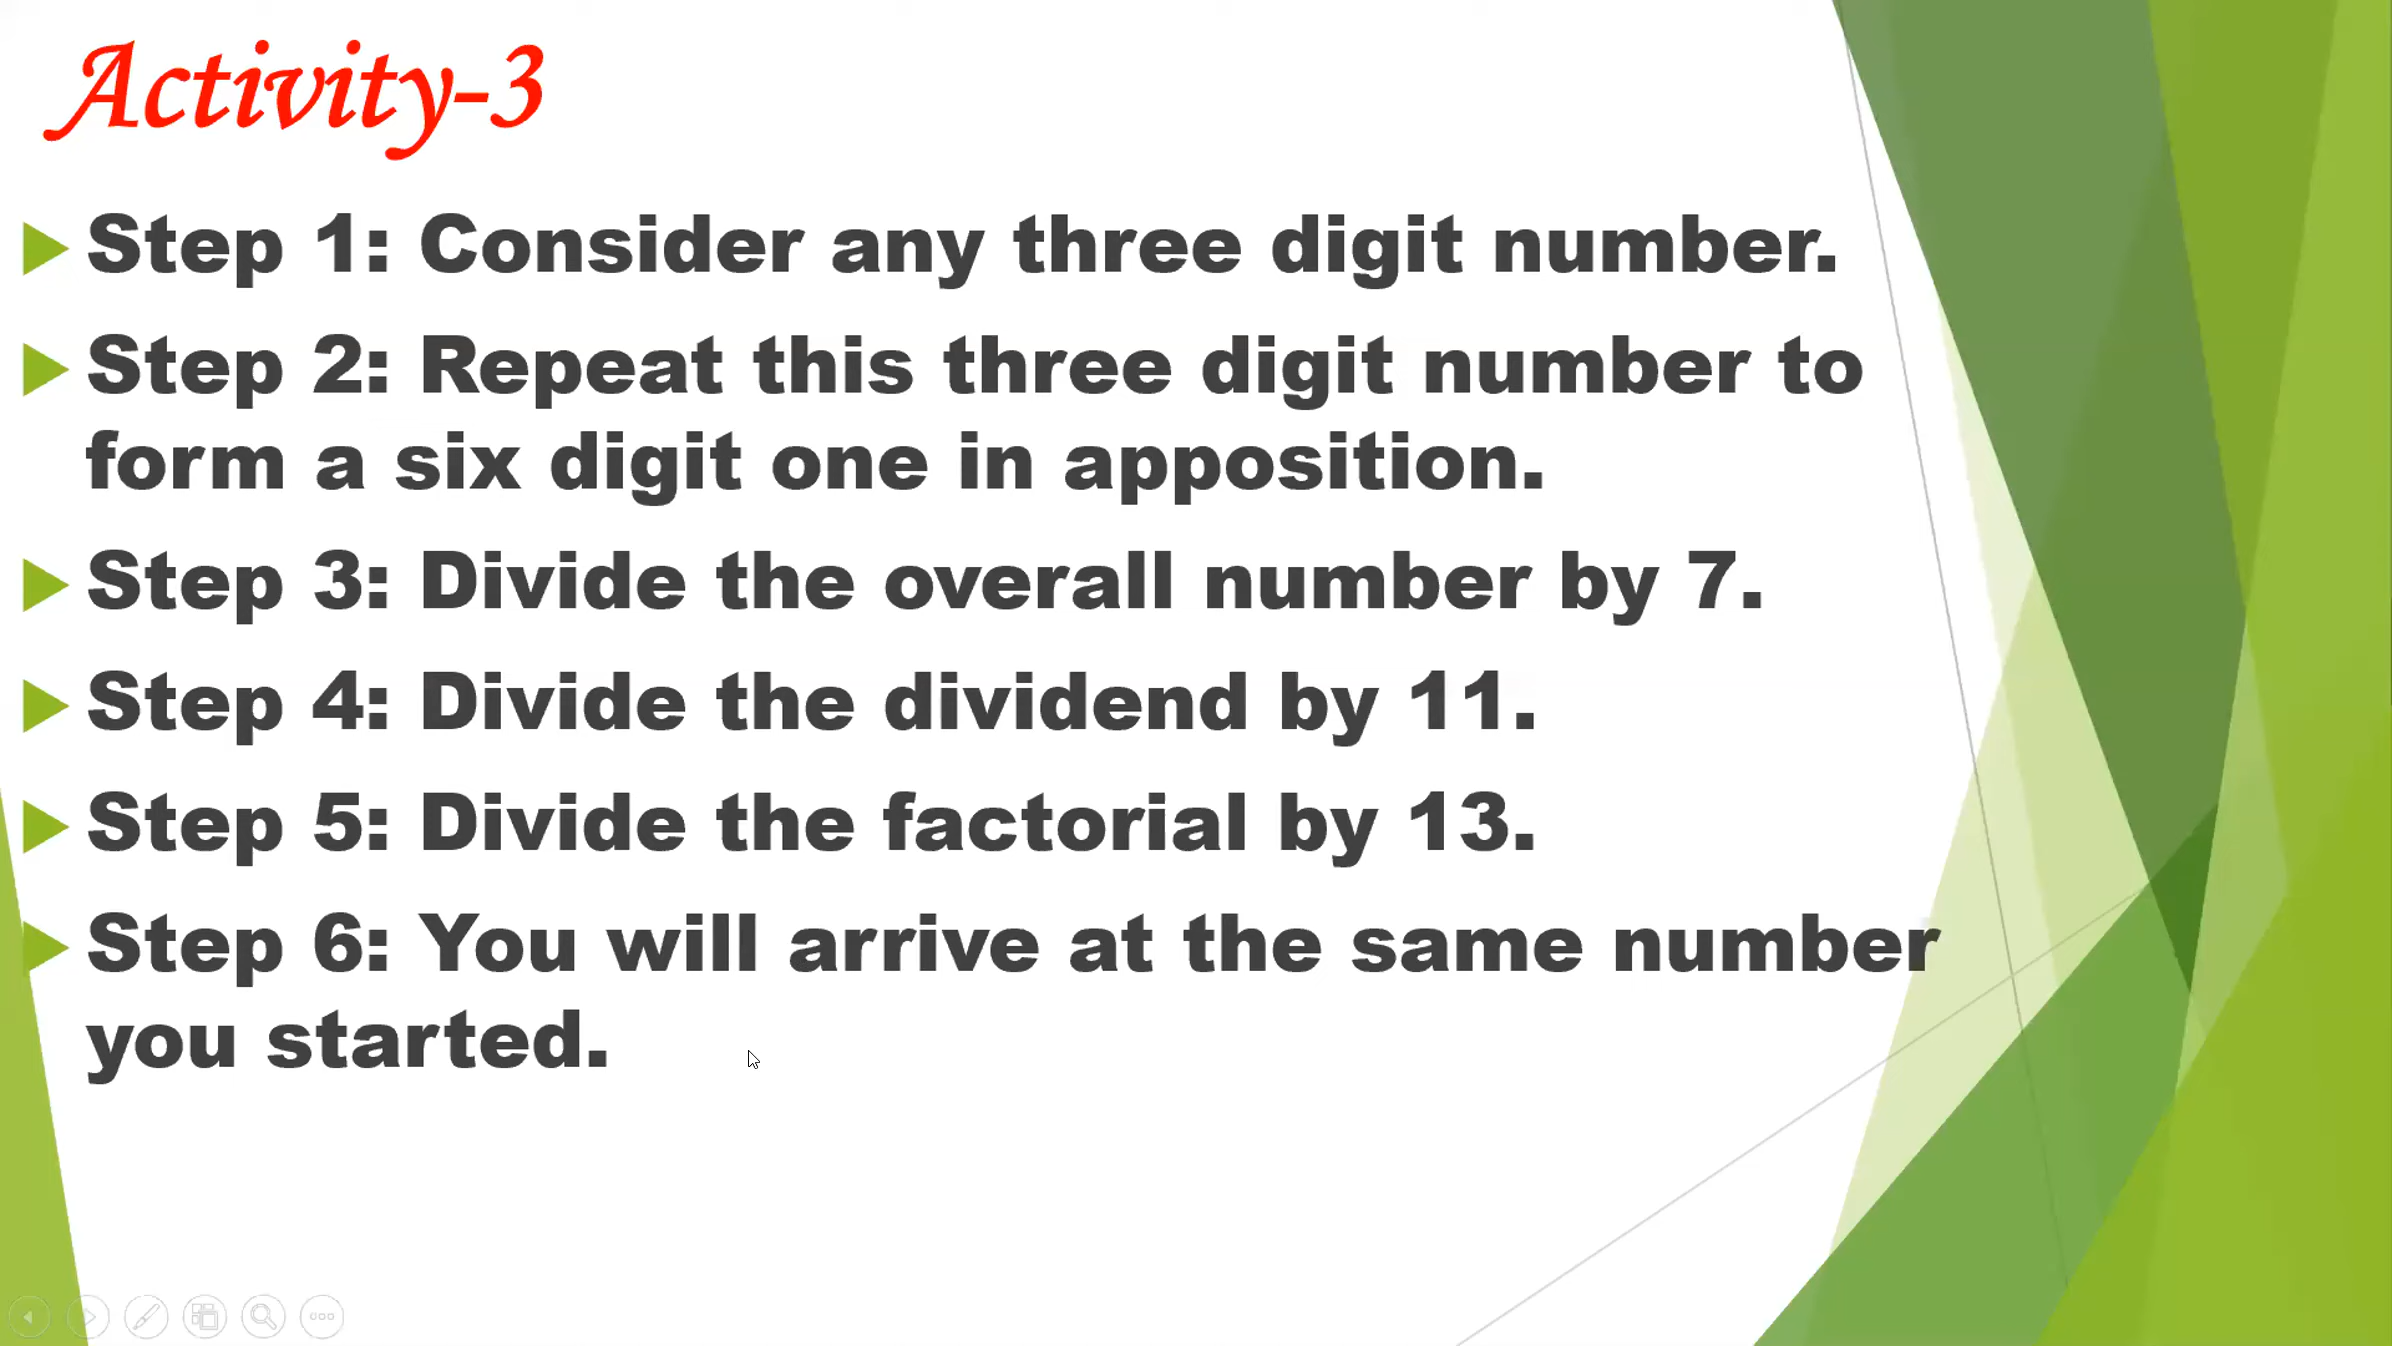 Activity-3
Step 1: Consider any three digit number.
Step 2: Repeat this three digit number to
form a six digit one in apposition.
Step 3: Divide the overall number by 7.
Step 4: Divide the dividend by 11.
Step 5: Divide the factorial by 13.
Step 6: You will arrive at the same number
you started.